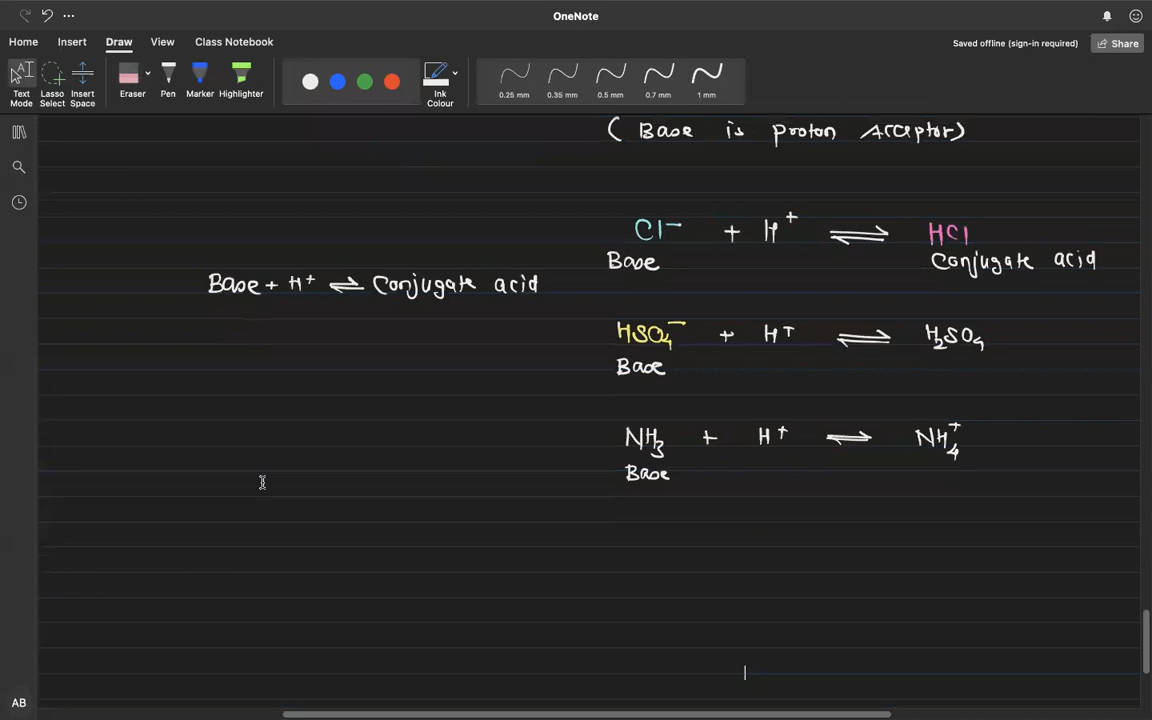 OneNote
Home Insert Draw View Class Notebook
Saved offline (sign-in required) Share
Text Mode
Lasso Select
Insert Space
Eraser
Pen
Marker
Highlighter
Ink Colour
0.25 mm 0.35 mm 0.5 mm 0.7 mm 1 mm
( Base is proton Acceptor)
Cl⁻ + H⁺ ⇌ HCl
Base Conjugate acid
Base + H⁺ ⇌ Conjugate acid
HSO₄⁻ + H⁺ ⇌ H₂SO₄
Base
NH₃ + H⁺ ⇌ NH₄⁺
Base
AB